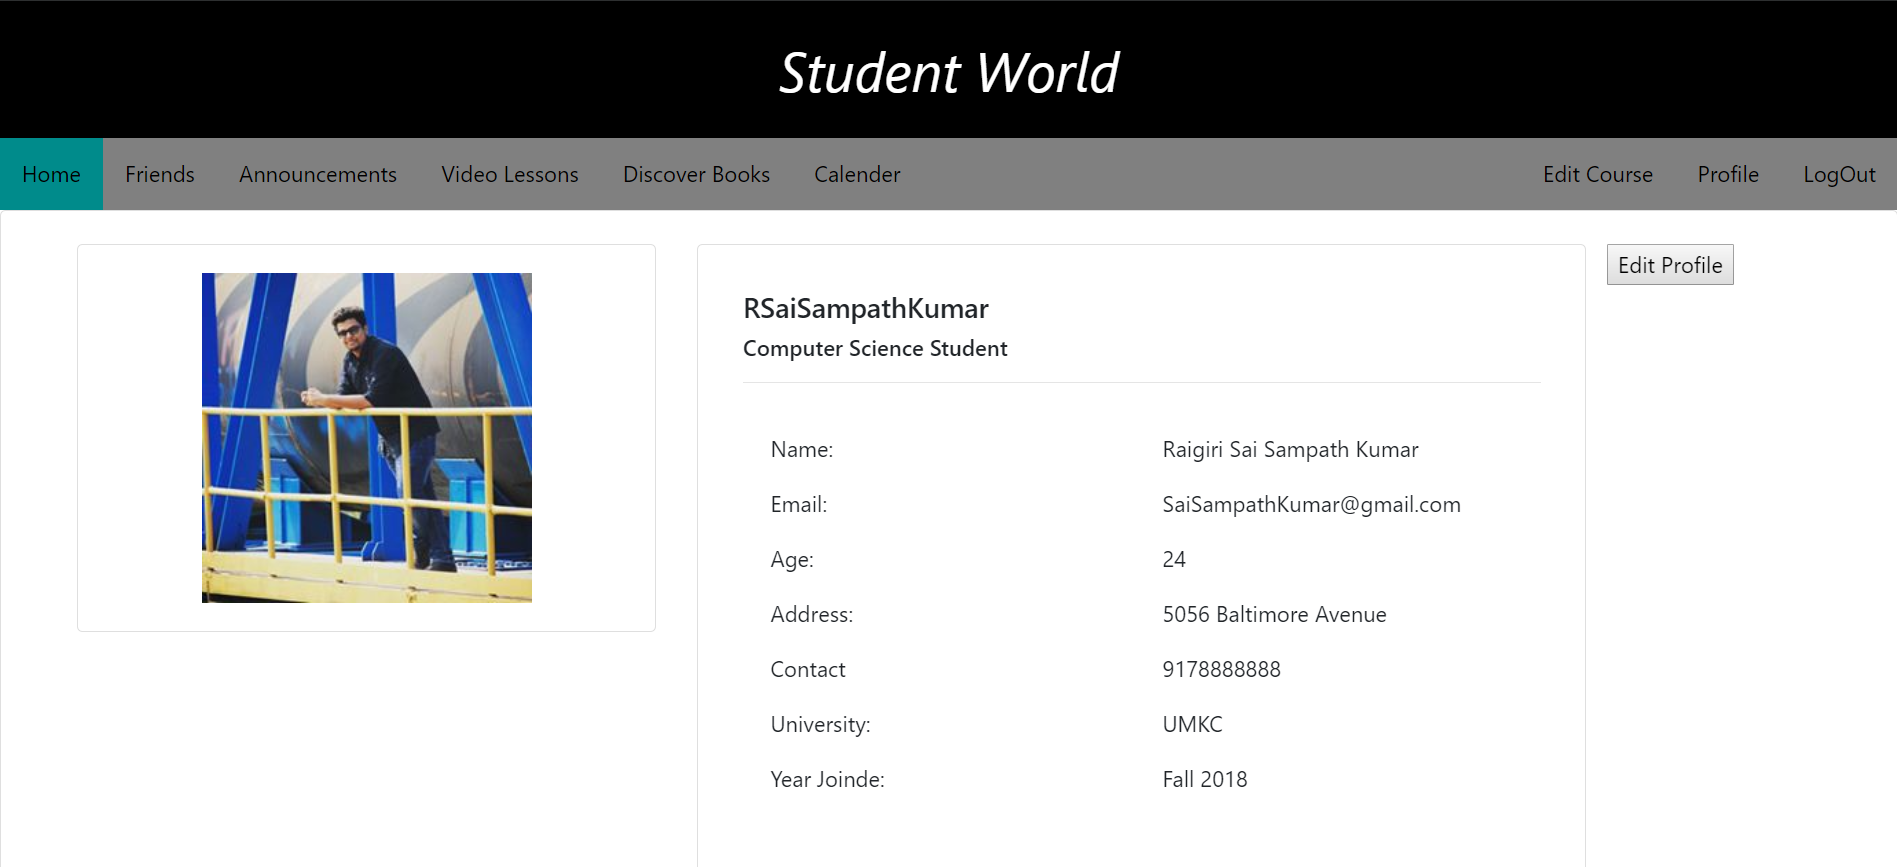 Student World
Home Friends Announcements Video Lessons Discover Books Calender Edit Course Profile LogOut
Edit Profile
RSaiSampathKumar
Computer Science Student
Name: Raigiri Sai Sampath Kumar
Email: SaiSampathKumar@gmail.com
Age: 24
Address: 5056 Baltimore Avenue
Contact 9178888888
University: UMKC
Year Joinde: Fall 2018